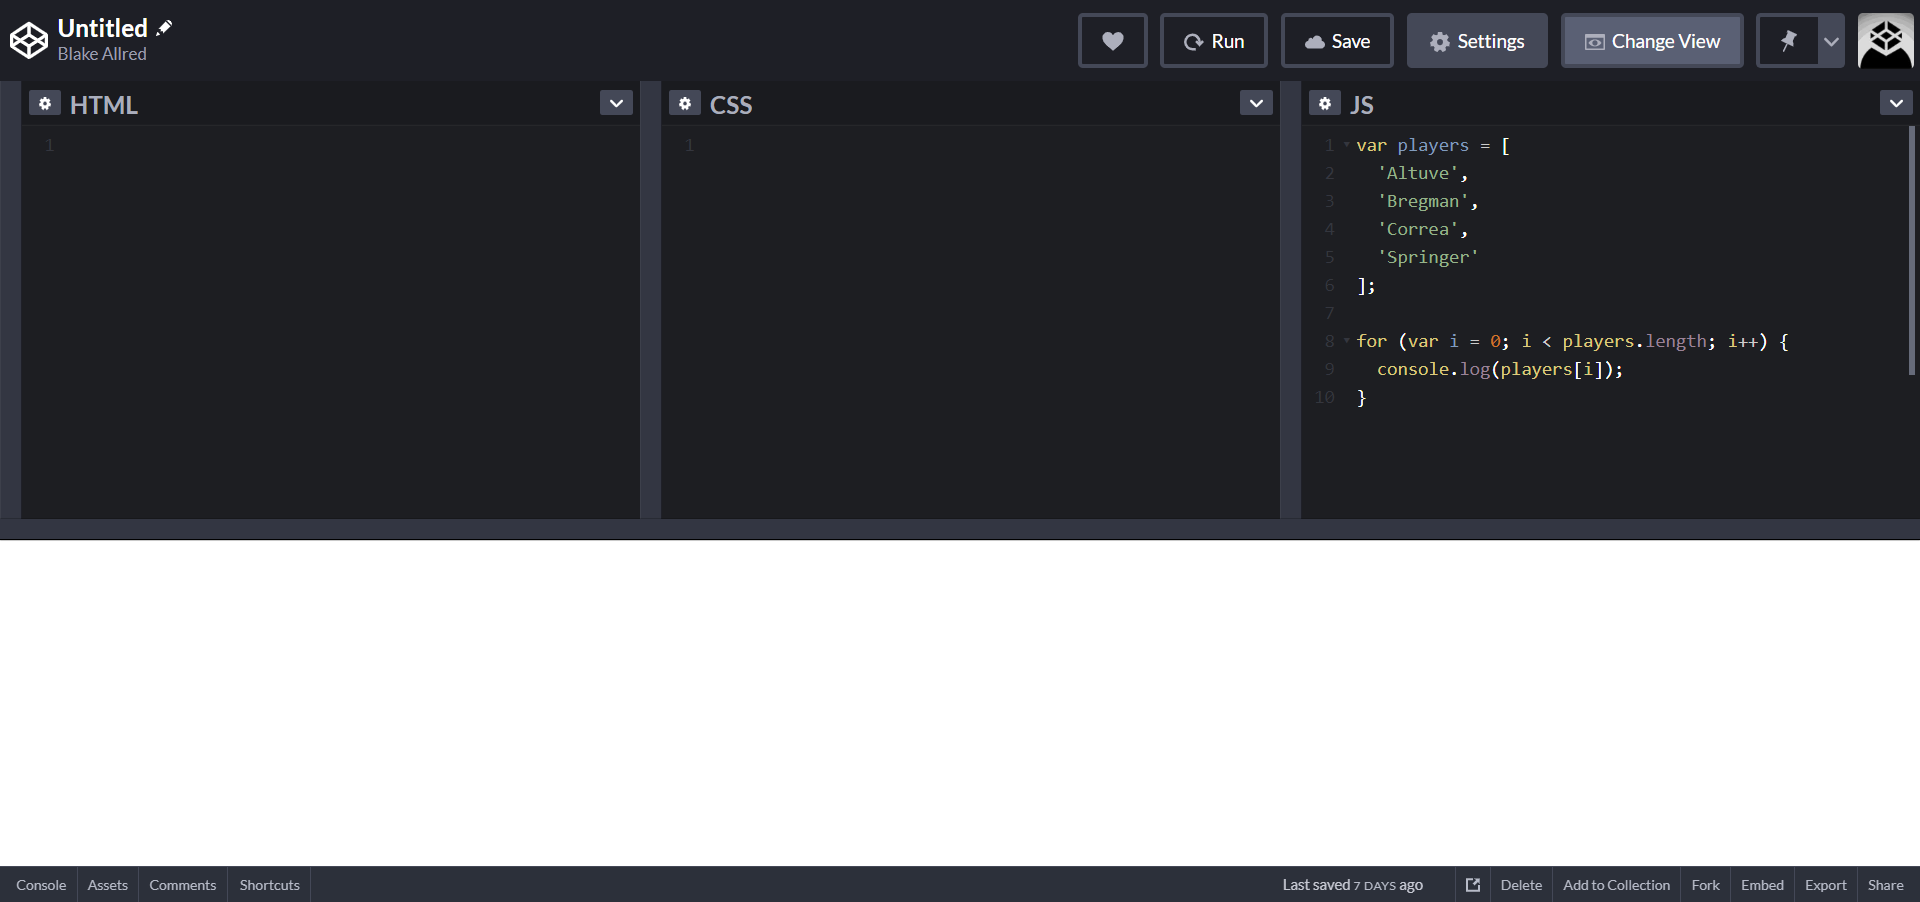 Untitled
Blake Allred
Run
Save
Settings
Change View
HTML
1
CSS
1
JS
1 var players = [
2   'Altuve',
3   'Bregman',
4   'Correa',
5   'Springer'
6 ];
7
8 for (var i = 0; i < players.length; i++) {
9   console.log(players[i]);
10 }
Console Assets Comments Shortcuts Last saved 7 DAYS ago Delete Add to Collection Fork Embed Export Share